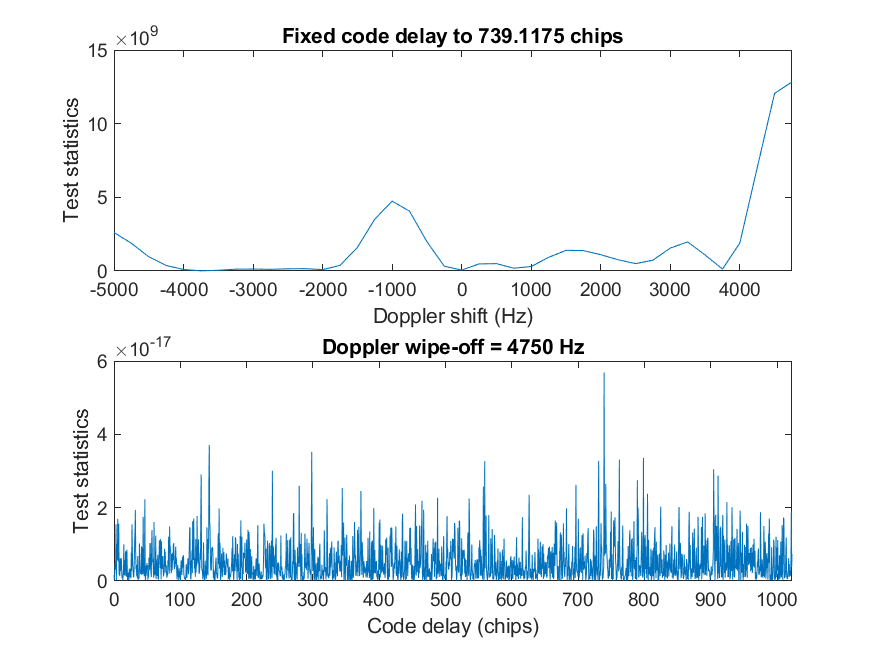 ×10^9
Fixed code delay to 739.1175 chips
15
10
5
0
Test statistics
-5000 -4000 -3000 -2000 -1000 0 1000 2000 3000 4000
Doppler shift (Hz)
×10^-17
Doppler wipe-off = 4750 Hz
6
4
2
0
Test statistics
0 100 200 300 400 500 600 700 800 900 1000
Code delay (chips)